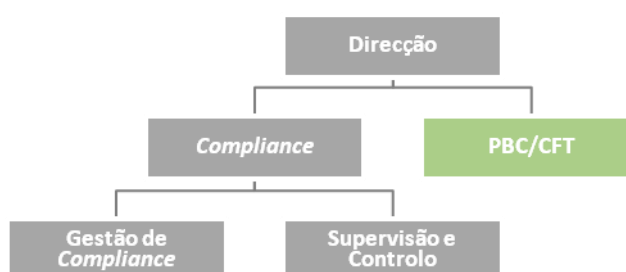 Direcção
Compliance
PBC/CFT
Gestão de
Compliance
Supervisão e
Controlo